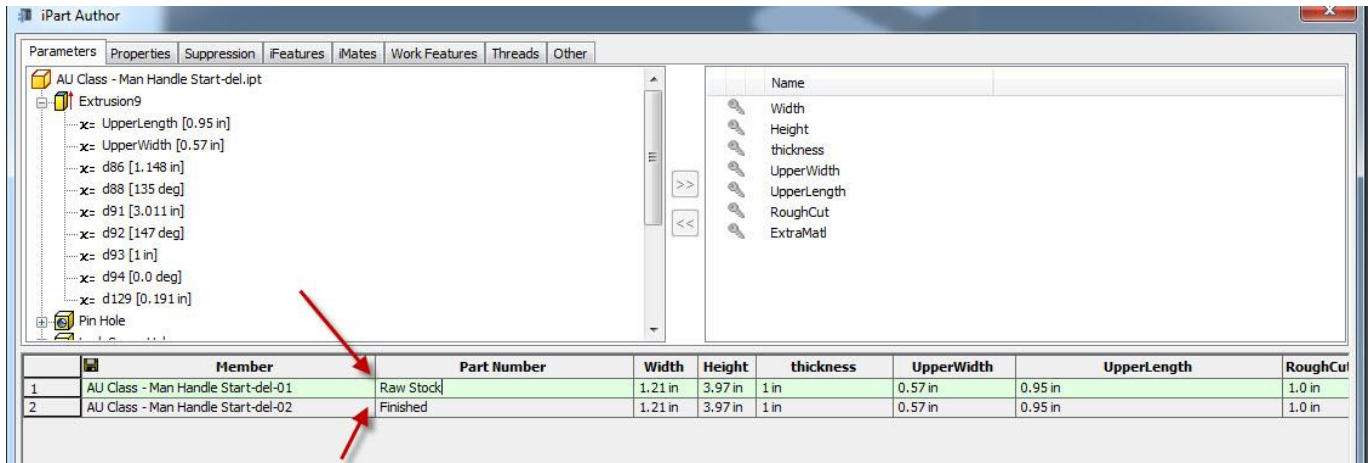 iPart Author
Parameters Properties Suppression iFeatures iMates Work Features Threads Other
AU Class - Man Handle Start-del.ipt
Extrusion9
x= UpperLength [0.95 in]
x= UpperWidth [0.57 in]
x= d86 [1.148 in]
x= d88 [135 deg]
x= d91 [3.011 in]
x= d92 [147 deg]
x= d93 [1 in]
x= d94 [0.0 deg]
x= d129 [0.191 in]
Pin Hole
>>
<<
Name
Width
Height
thickness
UpperWidth
UpperLength
RoughCut
ExtraMatl
Member Part Number Width Height thickness UpperWidth UpperLength RoughCut
1 AU Class - Man Handle Start-del-01 Raw Stock 1.21 in 3.97 in 1 in 0.57 in 0.95 in 1.0 in
2 AU Class - Man Handle Start-del-02 Finished 1.21 in 3.97 in 1 in 0.57 in 0.95 in 1.0 in